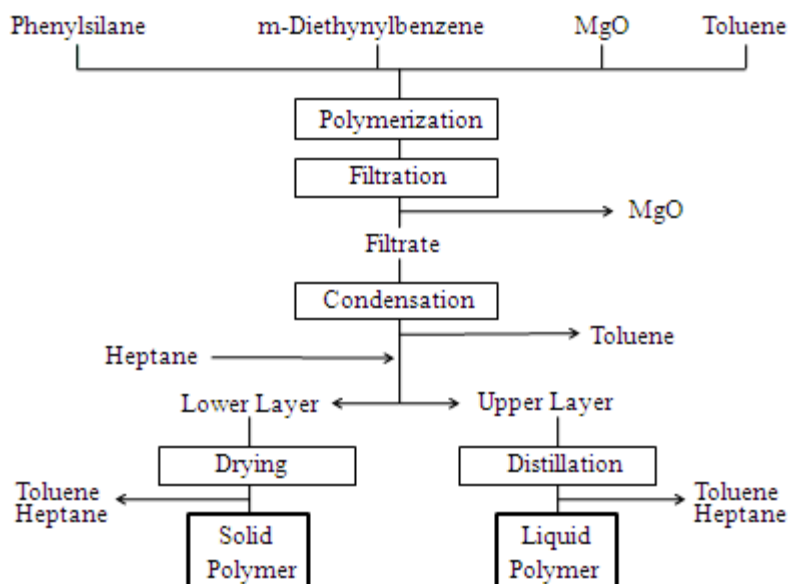 Phenylsilane m-Diethynylbenzene MgO Toluene
Polymerization
Filtration
MgO
Filtrate
Condensation
Toluene
Heptane
Lower Layer Upper Layer
Drying Distillation
Toluene
Heptane
Toluene
Heptane
Solid
Polymer
Liquid
Polymer